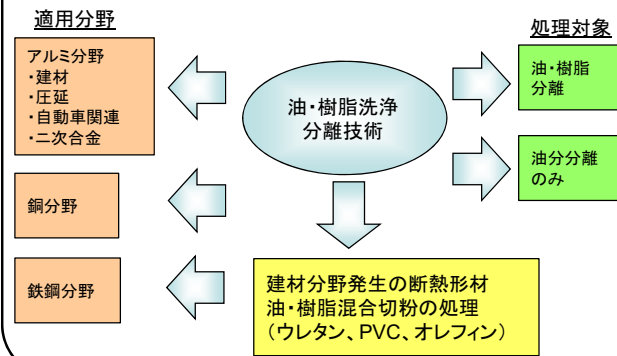 適用分野
アルミ分野
・建材
・圧延
・自動車関連
・二次合金
銅分野
鉄鋼分野
油・樹脂洗浄
分離技術
建材分野発生の断熱形材
油・樹脂混合切粉の処理
（ウレタン、PVC、オレフィン）
処理対象
油・樹脂
分離
油分分離
のみ